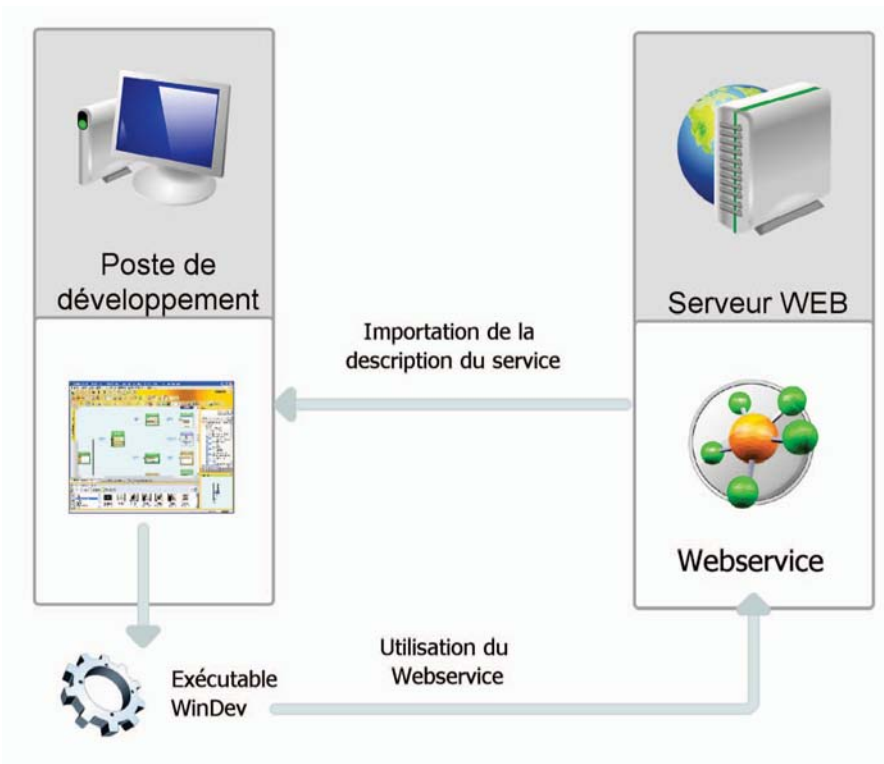 Poste de
développement
Serveur WEB
Importation de la
description du service
Webservice
Utilisation du
Webservice
Exécutable
WinDev